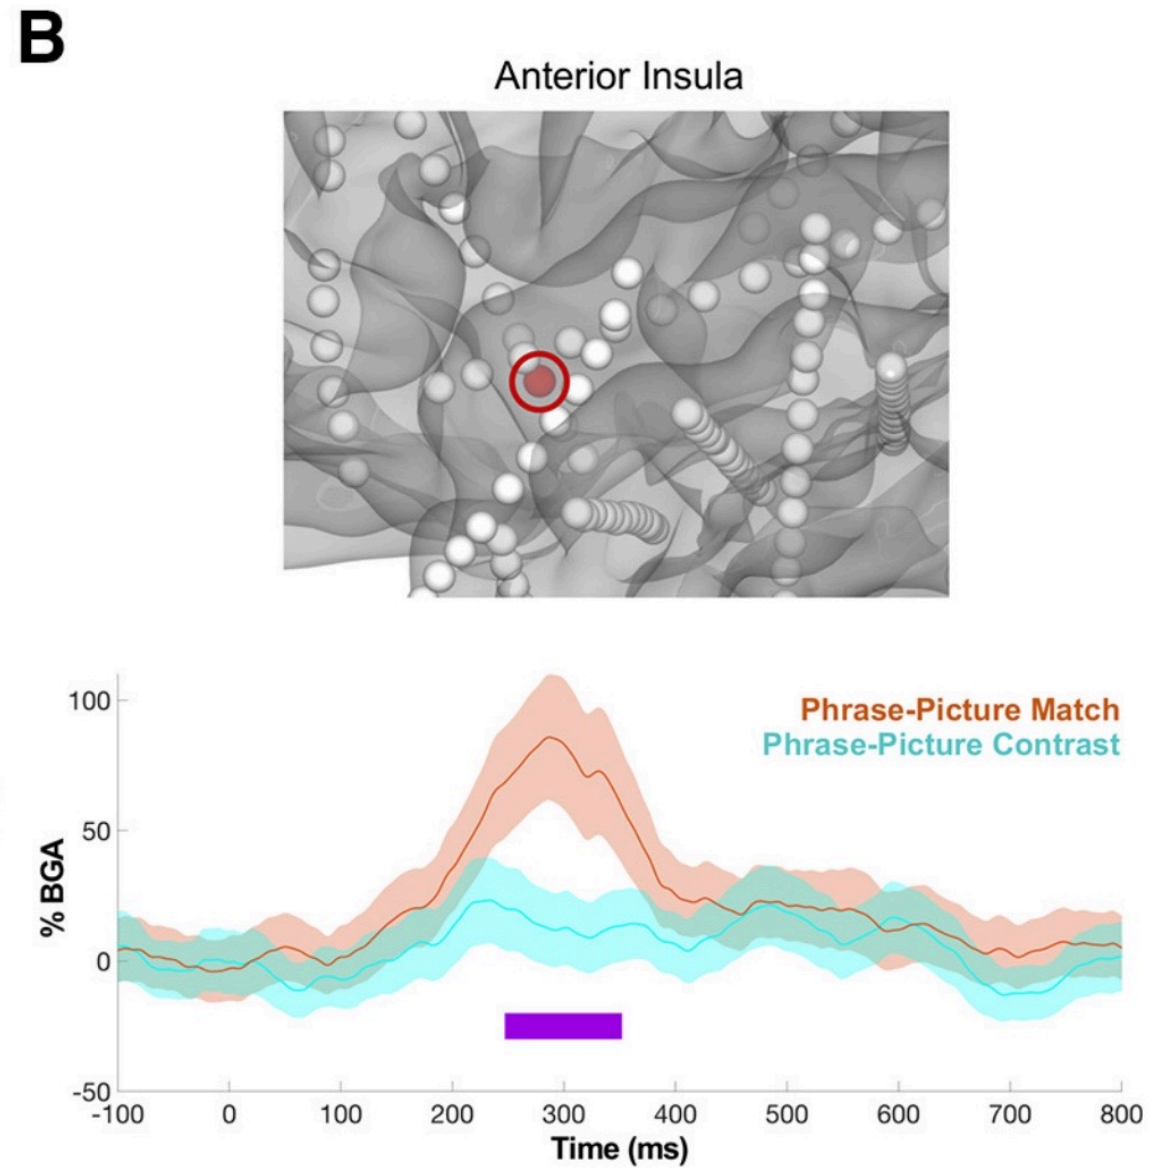 B
Anterior Insula
Phrase-Picture Match
Phrase-Picture Contrast
% BGA
100
50
0
-50
-100 0 100 200 300 400 500 600 700 800
Time (ms)